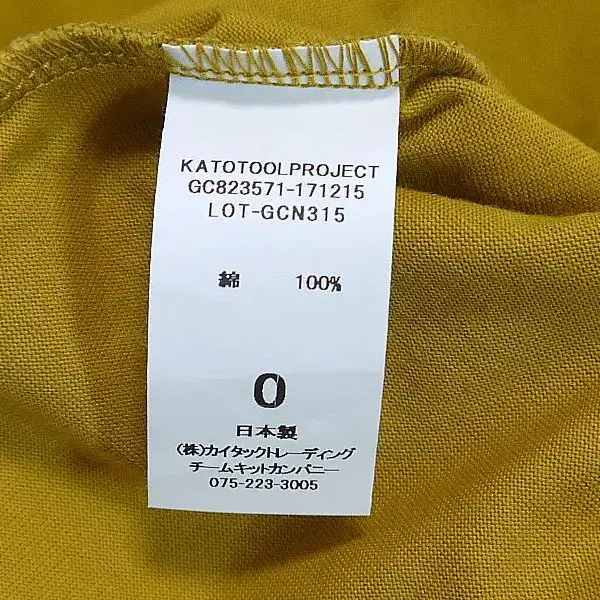 KATOTOOLPROJECT
GC823571-171215
LOT-GCN315
綿 100%
0
日本製
(株)カイタックトレーディング
チームキットカンパニー
075-223-3005